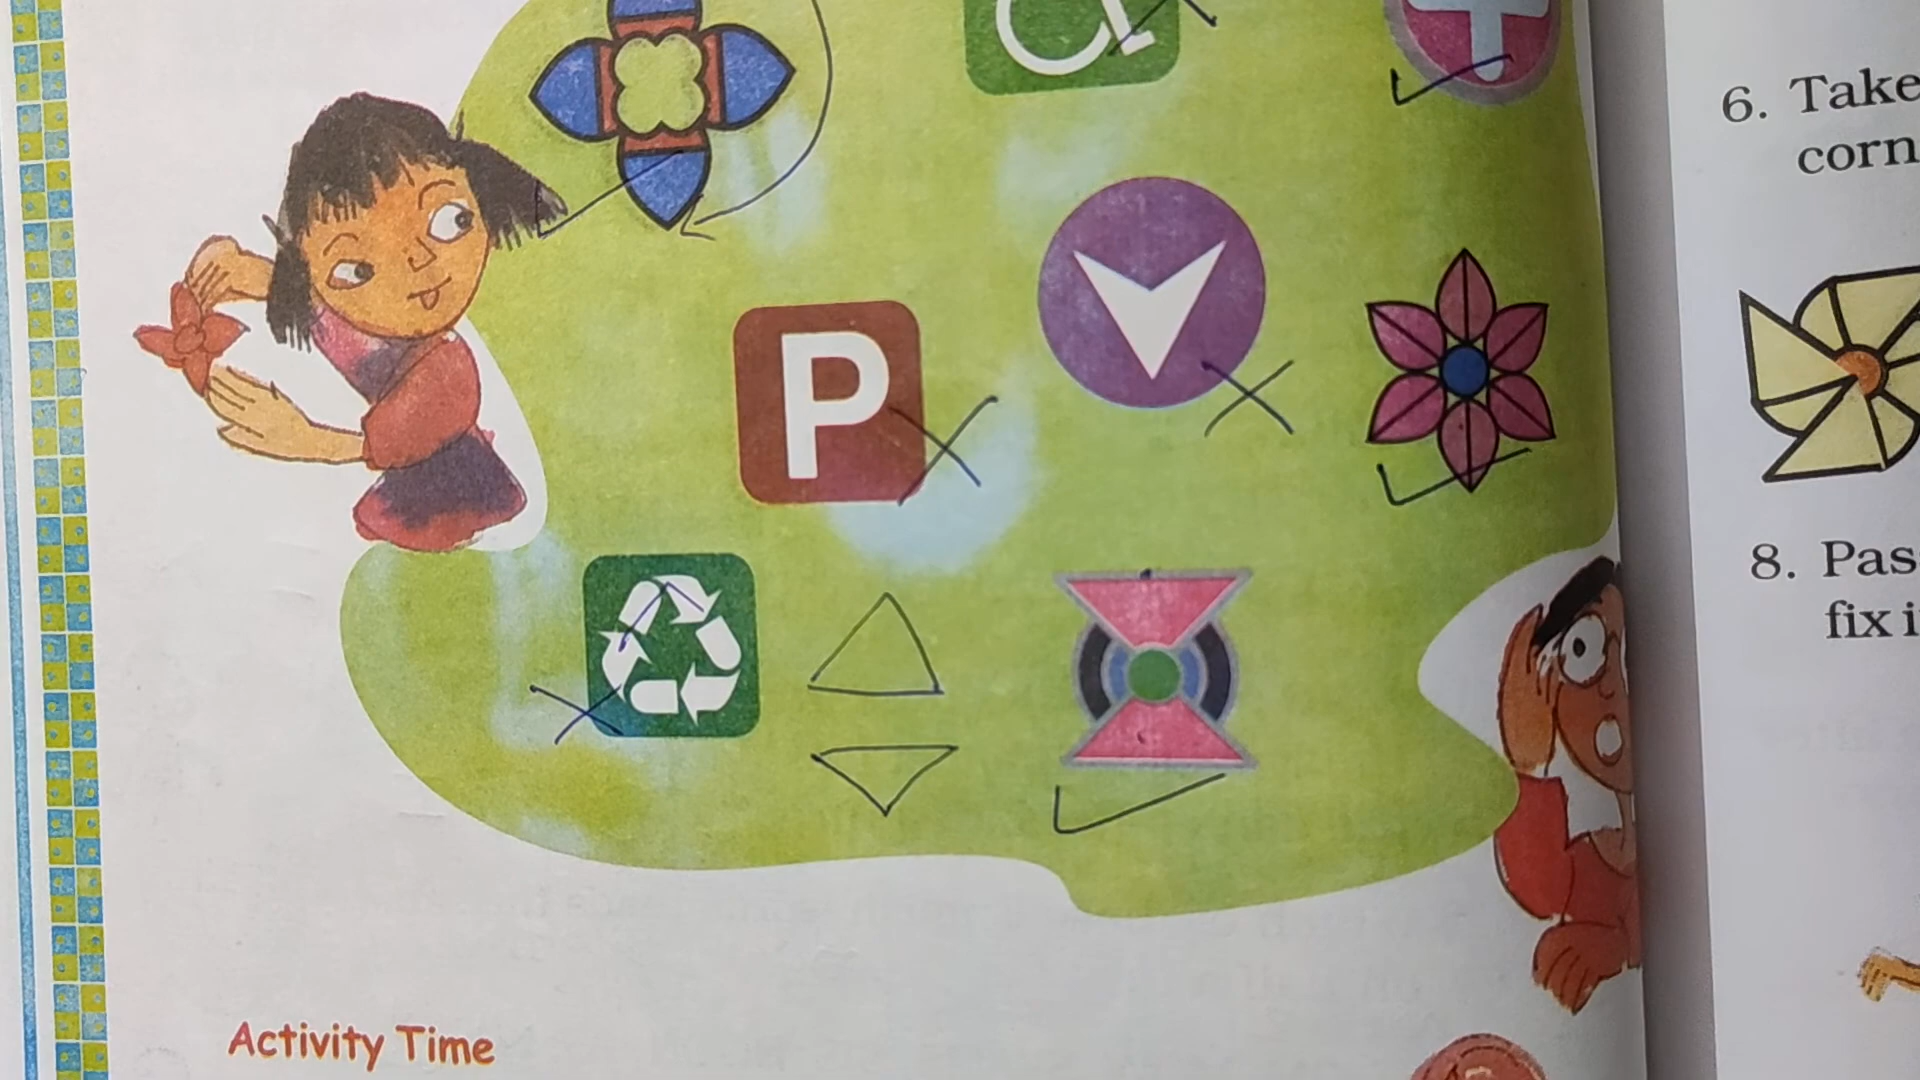 6. Take
corn
P
8. Pas
fix i
Activity Time